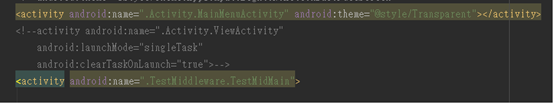 <activity android:name=".Activity.MainMenuActivity" android:theme="@style/Transparent"></activity>
<!--activity android:name=".Activity.ViewActivity"
android:launchMode="singleTask"
android:clearTaskOnLaunch="true">-->
<activity android:name=".TestMiddleware.TestMidMain">